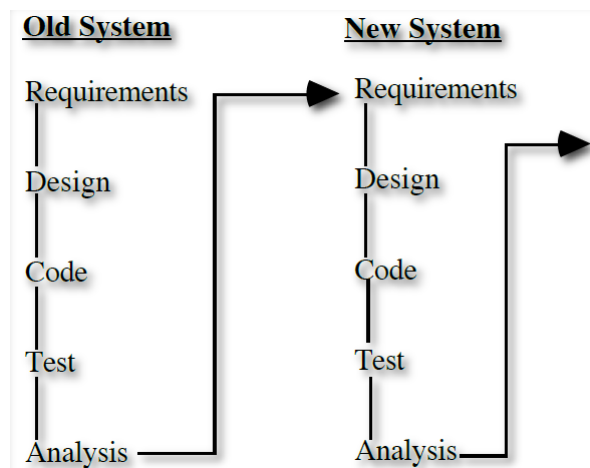 Old System
Requirements
Design
Code
Test
Analysis
New System
Requirements
Design
Code
Test
Analysis